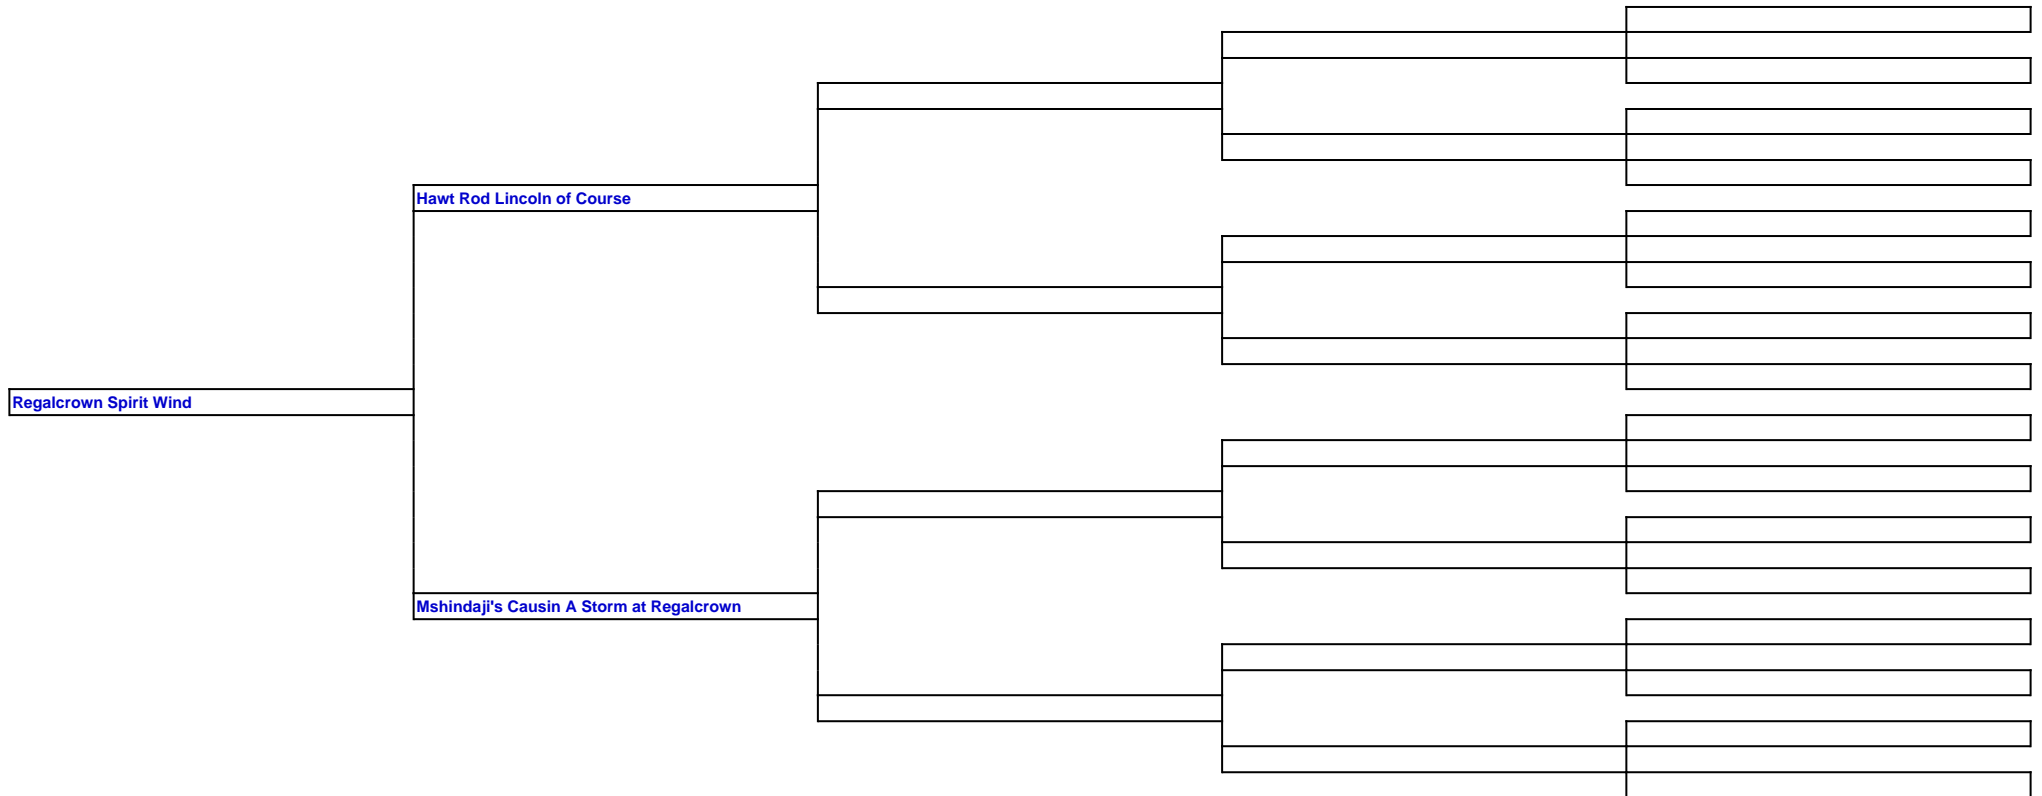 Hawt Rod Lincoln of Course
Regalcrown Spirit Wind
Mshindaji's Causin A Storm at Regalcrown